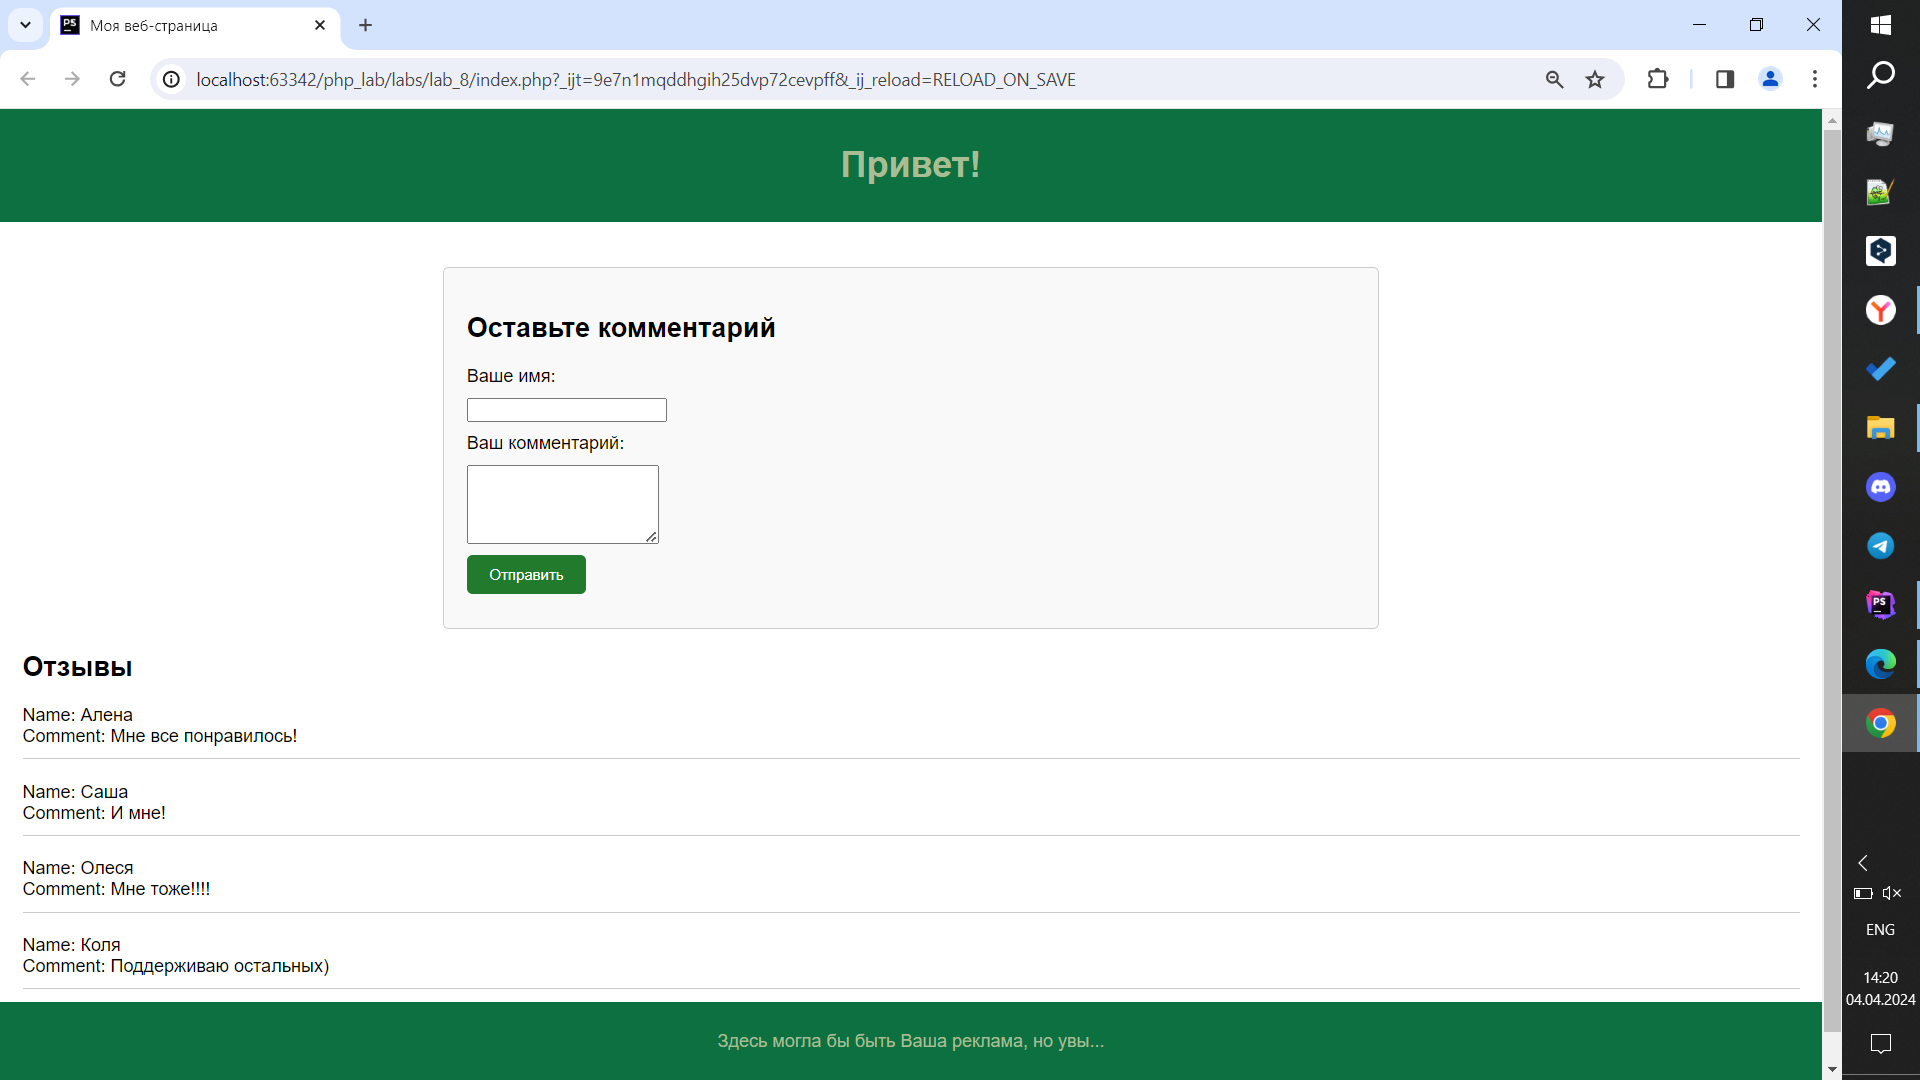 PS
Моя веб-страница
localhost:63342/php_lab/labs/lab_8/index.php?_ijt=9e7n1mqddhgih25dvp72cevpff&_ij_reload=RELOAD_ON_SAVE
Привет!
Оставьте комментарий
Ваше имя:
Ваш комментарий:
Отправить
Отзывы
Name: Алена
Comment: Мне все понравилось!
Name: Саша
Comment: И мне!
Name: Олеся
Comment: Мне тоже!!!!
Name: Коля
Comment: Поддерживаю остальных)
Здесь могла бы быть Ваша реклама, но увы...
PS
ENG
14:20
04.04.2024